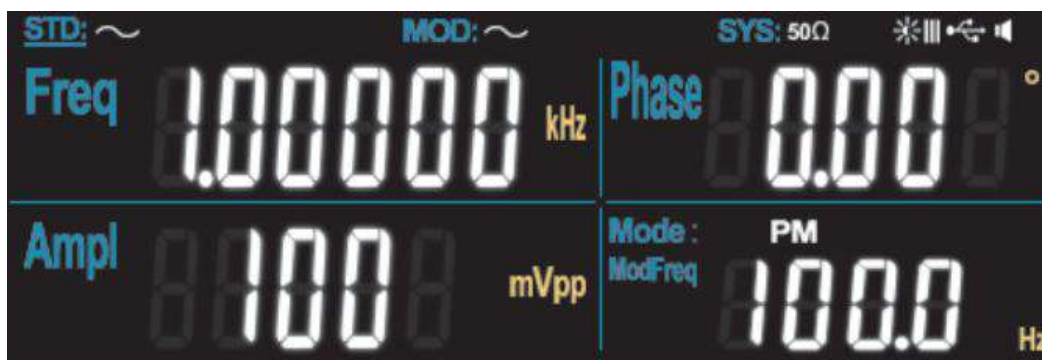 STD: MOD: SYS: 50Ω
Freq 1.00000 kHz
Phase 0.00 °
Ampl 100 mVpp
Mode: PM
ModFreq 100.0 Hz